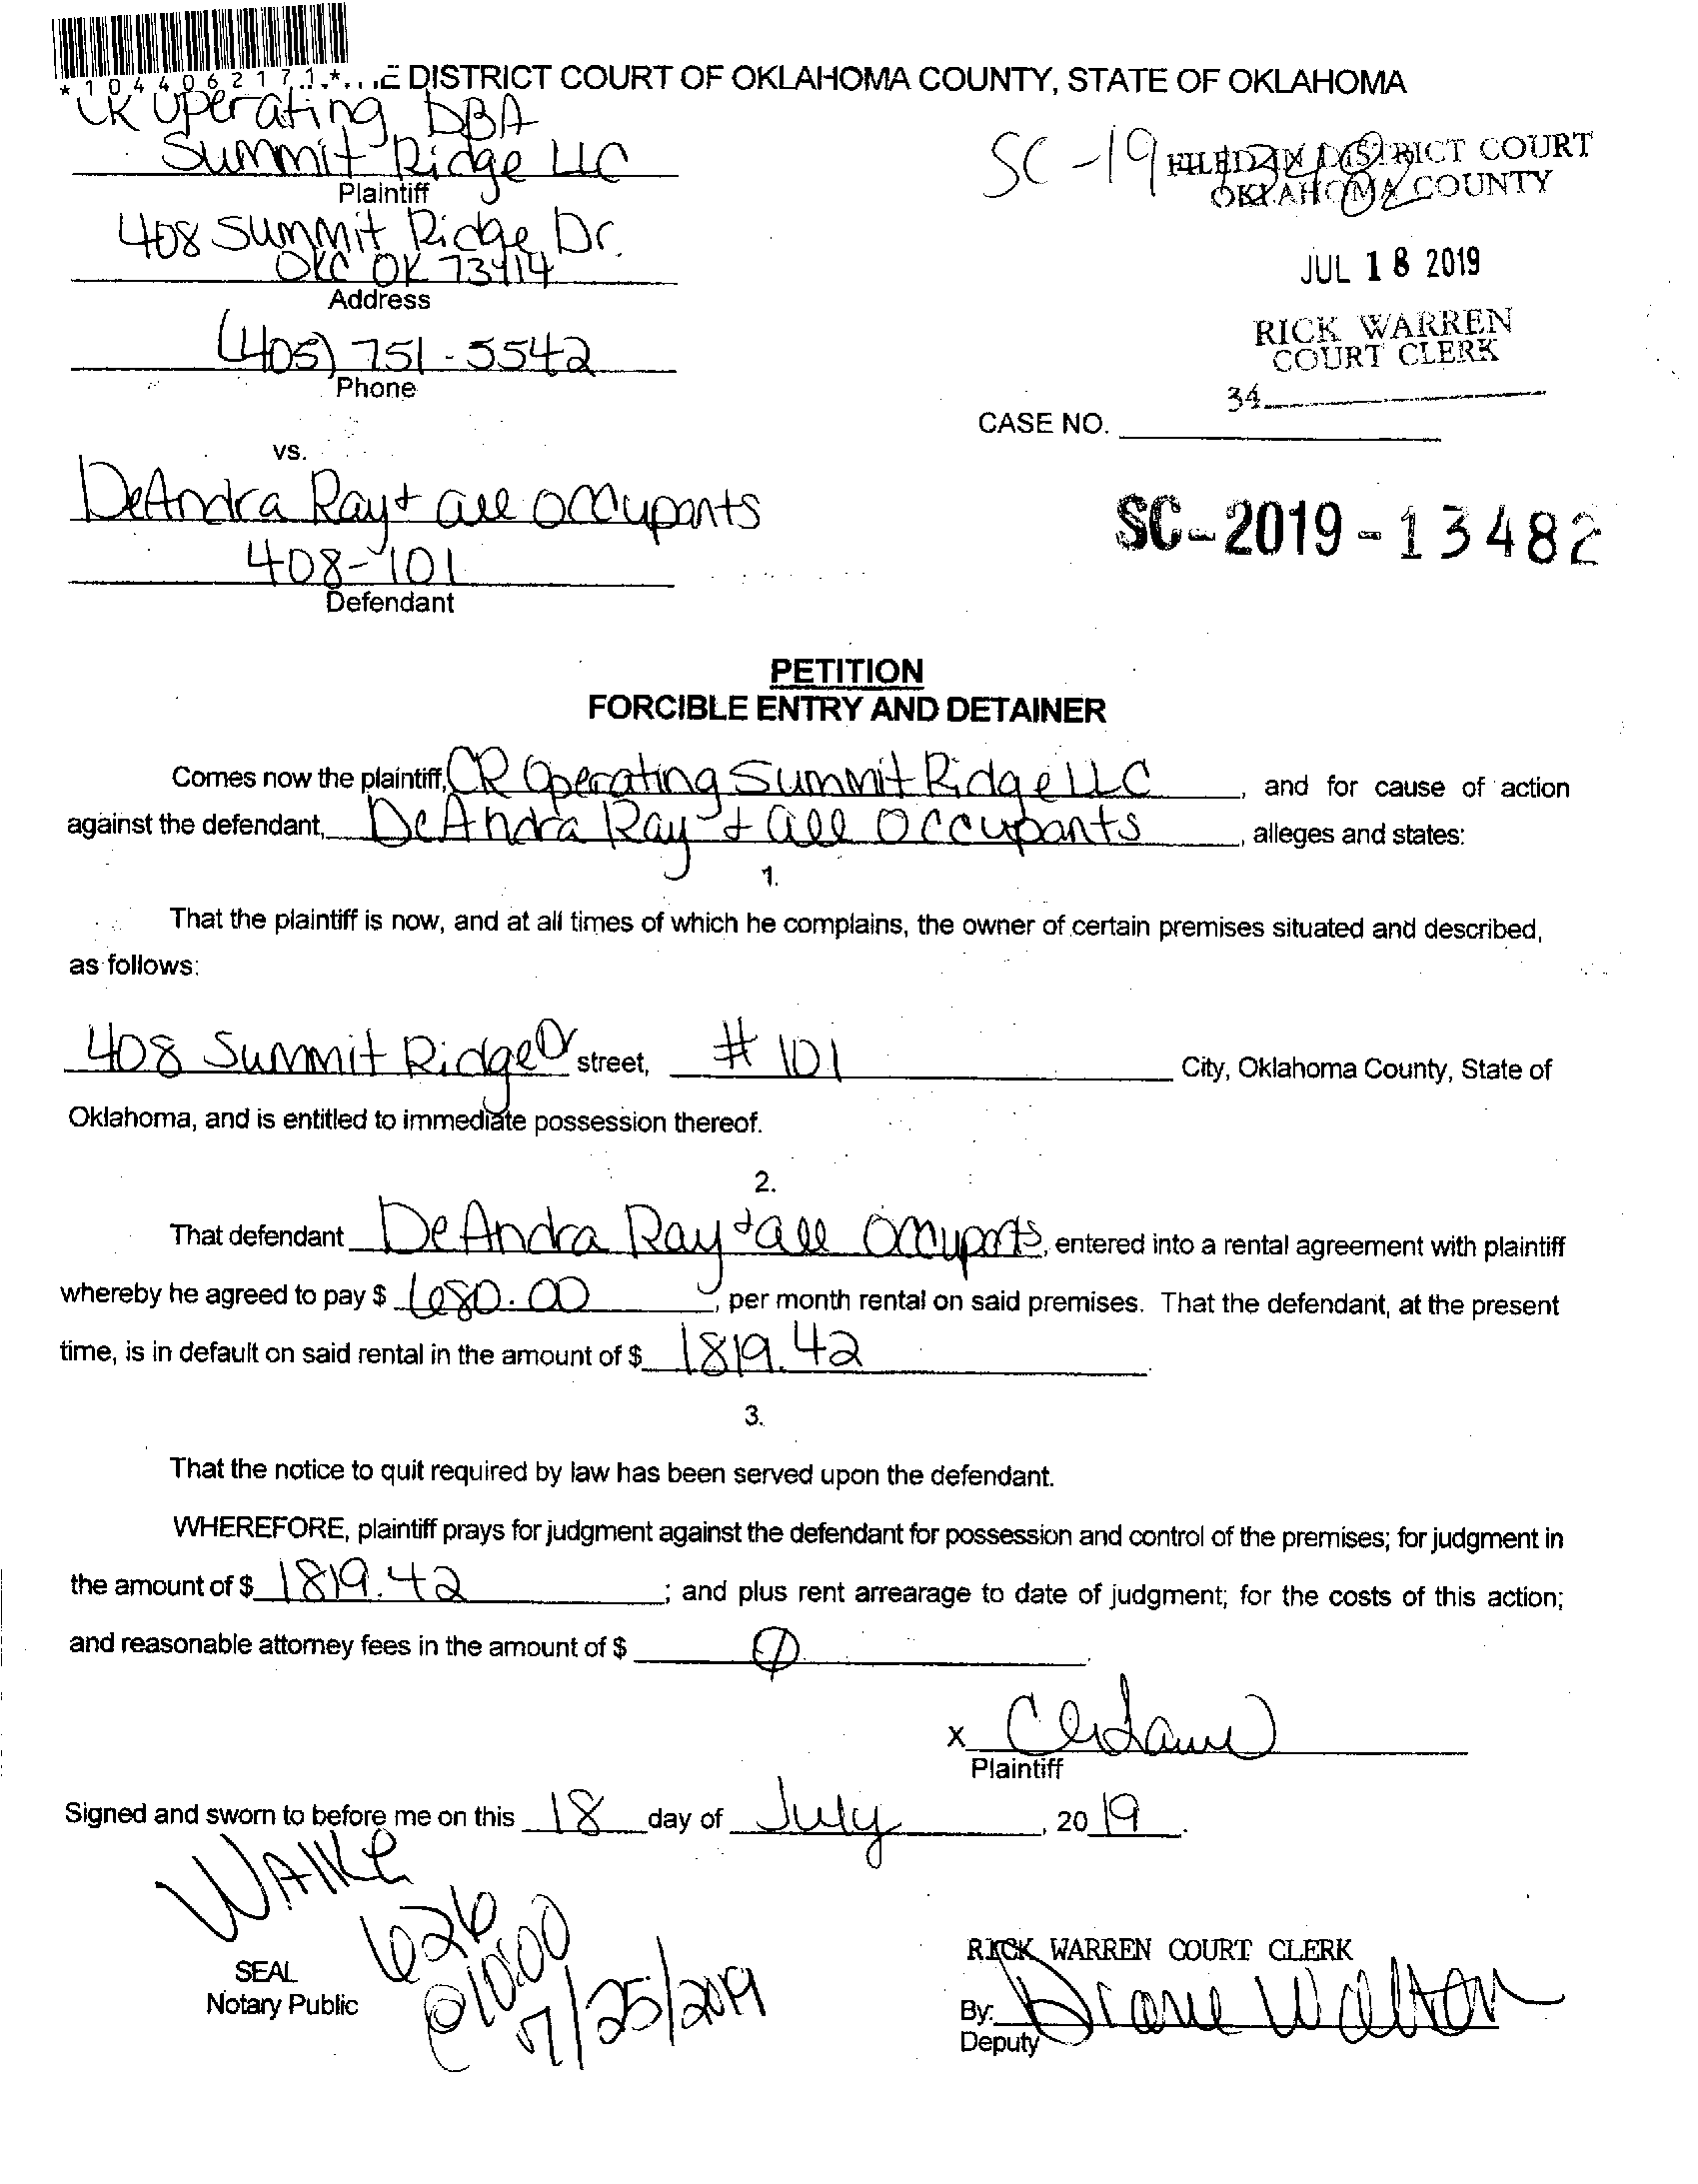 *1044062171*
E DISTRICT COURT OF OKLAHOMA COUNTY, STATE OF OKLAHOMA
CR Operating DBA
Summit Ridge LLC
Plaintiff
408 Summit Ridge Dr.
OKC OK 73414
Address
(405) 751-5542
Phone
vs.
DeAndra Ray + all occupants
408-101
Defendant
SC-19 13482
FILED IN DISTRICT COURT
OKLAHOMA COUNTY
JUL 18 2019
RICK WARREN
COURT CLERK
34
CASE NO.
SC-2019-13482
PETITION
FORCIBLE ENTRY AND DETAINER
Comes now the plaintiff, CR Operating Summit Ridge LLC, and for cause of action
against the defendant, DeAndra Ray + all occupants, alleges and states:
1.
That the plaintiff is now, and at all times of which he complains, the owner of certain premises situated and described,
as follows:
408 Summit Ridge Dr street, # 101 City, Oklahoma County, State of
Oklahoma, and is entitled to immediate possession thereof.
2.
That defendant DeAndra Ray + all occupants, entered into a rental agreement with plaintiff
whereby he agreed to pay $ 680.00, per month rental on said premises. That the defendant, at the present
time, is in default on said rental in the amount of $ 1819.42.
3.
That the notice to quit required by law has been served upon the defendant.
WHEREFORE, plaintiff prays for judgment against the defendant for possession and control of the premises; for judgment in
the amount of $ 1819.42; and plus rent arrearage to date of judgment; for the costs of this action;
and reasonable attorney fees in the amount of $ 0.
X
Plaintiff
Signed and sworn to before me on this 18 day of July, 2019.
WAIKE
626
@10:00
7/25/2019
SEAL
Notary Public
RICK WARREN COURT CLERK
By: Diane Walton
Deputy